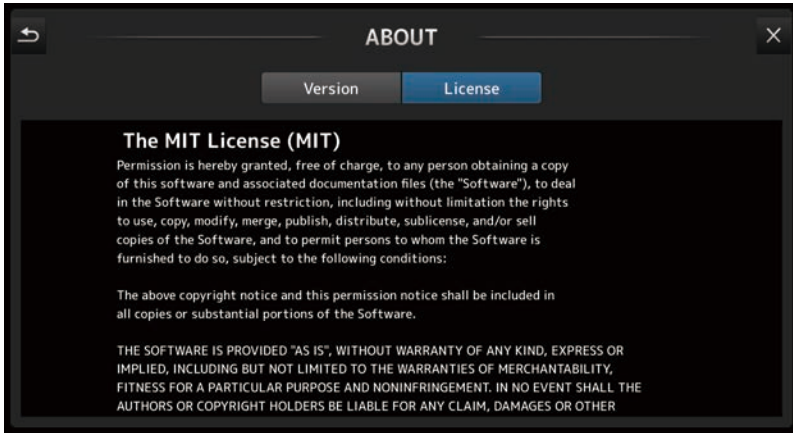 ABOUT
Version
License
The MIT License (MIT)
Permission is hereby granted, free of charge, to any person obtaining a copy
of this software and associated documentation files (the "Software"), to deal
in the Software without restriction, including without limitation the rights
to use, copy, modify, merge, publish, distribute, sublicense, and/or sell
copies of the Software, and to permit persons to whom the Software is
furnished to do so, subject to the following conditions:
The above copyright notice and this permission notice shall be included in
all copies or substantial portions of the Software.
THE SOFTWARE IS PROVIDED "AS IS", WITHOUT WARRANTY OF ANY KIND, EXPRESS OR
IMPLIED, INCLUDING BUT NOT LIMITED TO THE WARRANTIES OF MERCHANTABILITY,
FITNESS FOR A PARTICULAR PURPOSE AND NONINFRINGEMENT. IN NO EVENT SHALL THE
AUTHORS OR COPYRIGHT HOLDERS BE LIABLE FOR ANY CLAIM, DAMAGES OR OTHER